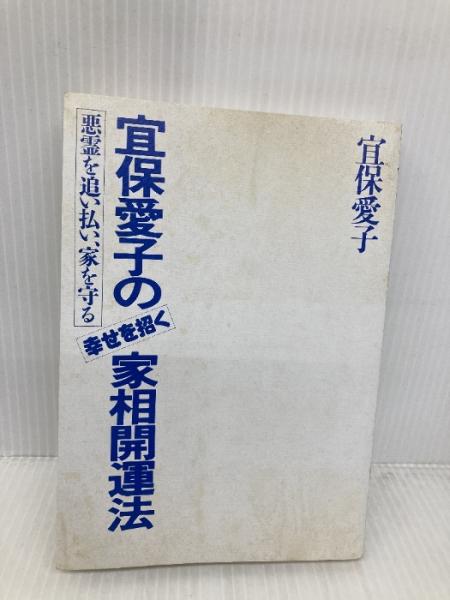 宜保愛子
宜保愛子の
幸せを招く
家相開運法
悪霊を追い払い、家を守る